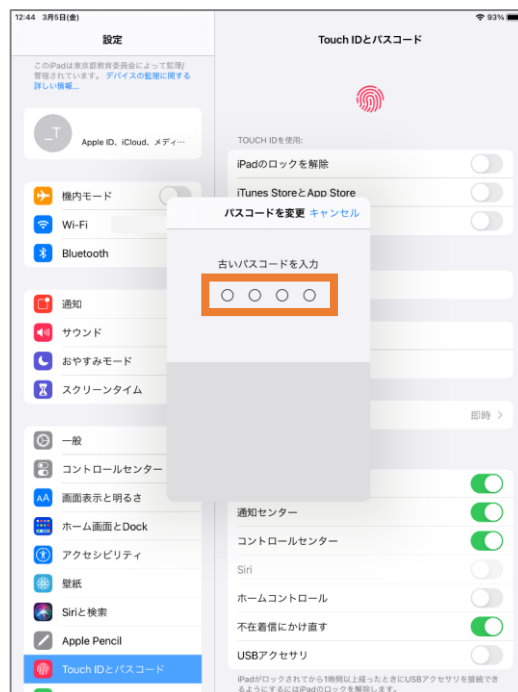 12:44 3月5日(金)
93%
設定
このiPadは東京都教育委員会によって監理/
管理されています。デバイスの監理に関する
詳しい情報...
_T
Apple ID、iCloud、メディ…
機内モード
Wi-Fi
Bluetooth
通知
サウンド
おやすみモード
スクリーンタイム
一般
コントロールセンター
AA 画面表示と明るさ
ホーム画面とDock
アクセシビリティ
壁紙
Siriと検索
Apple Pencil
Touch IDとパスコード
Touch IDとパスコード
TOUCH IDを使用:
iPadのロックを解除
iTunes StoreとApp Store
パスコードを変更 キャンセル
古いパスコードを入力
即時
通知センター
コントロールセンター
Siri
ホームコントロール
不在着信にかけ直す
USBアクセサリ
iPadがロックされてから1時間以上経ったときにUSBアクセサリを接続でき
るようにするにはiPadのロックを解除します。